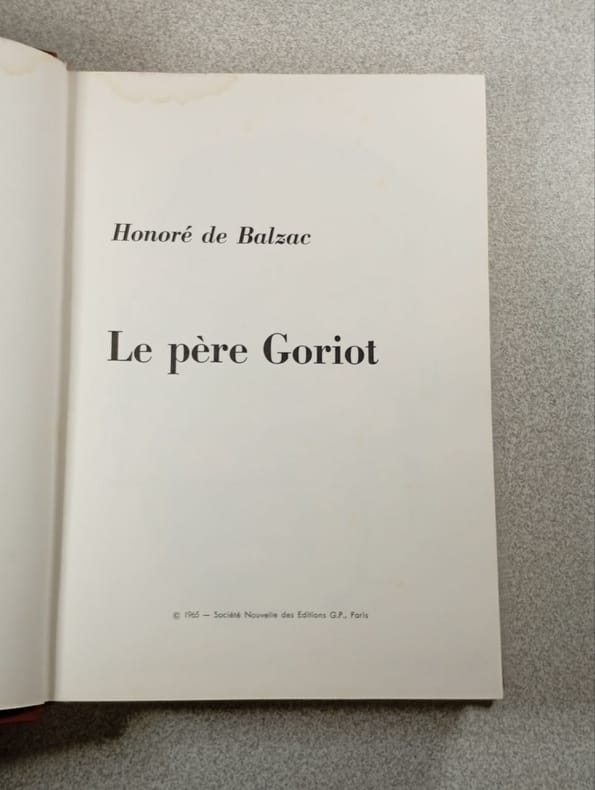 Honoré de Balzac
Le père Goriot
© 1965 — Société Nouvelle des Editions G.P., Paris